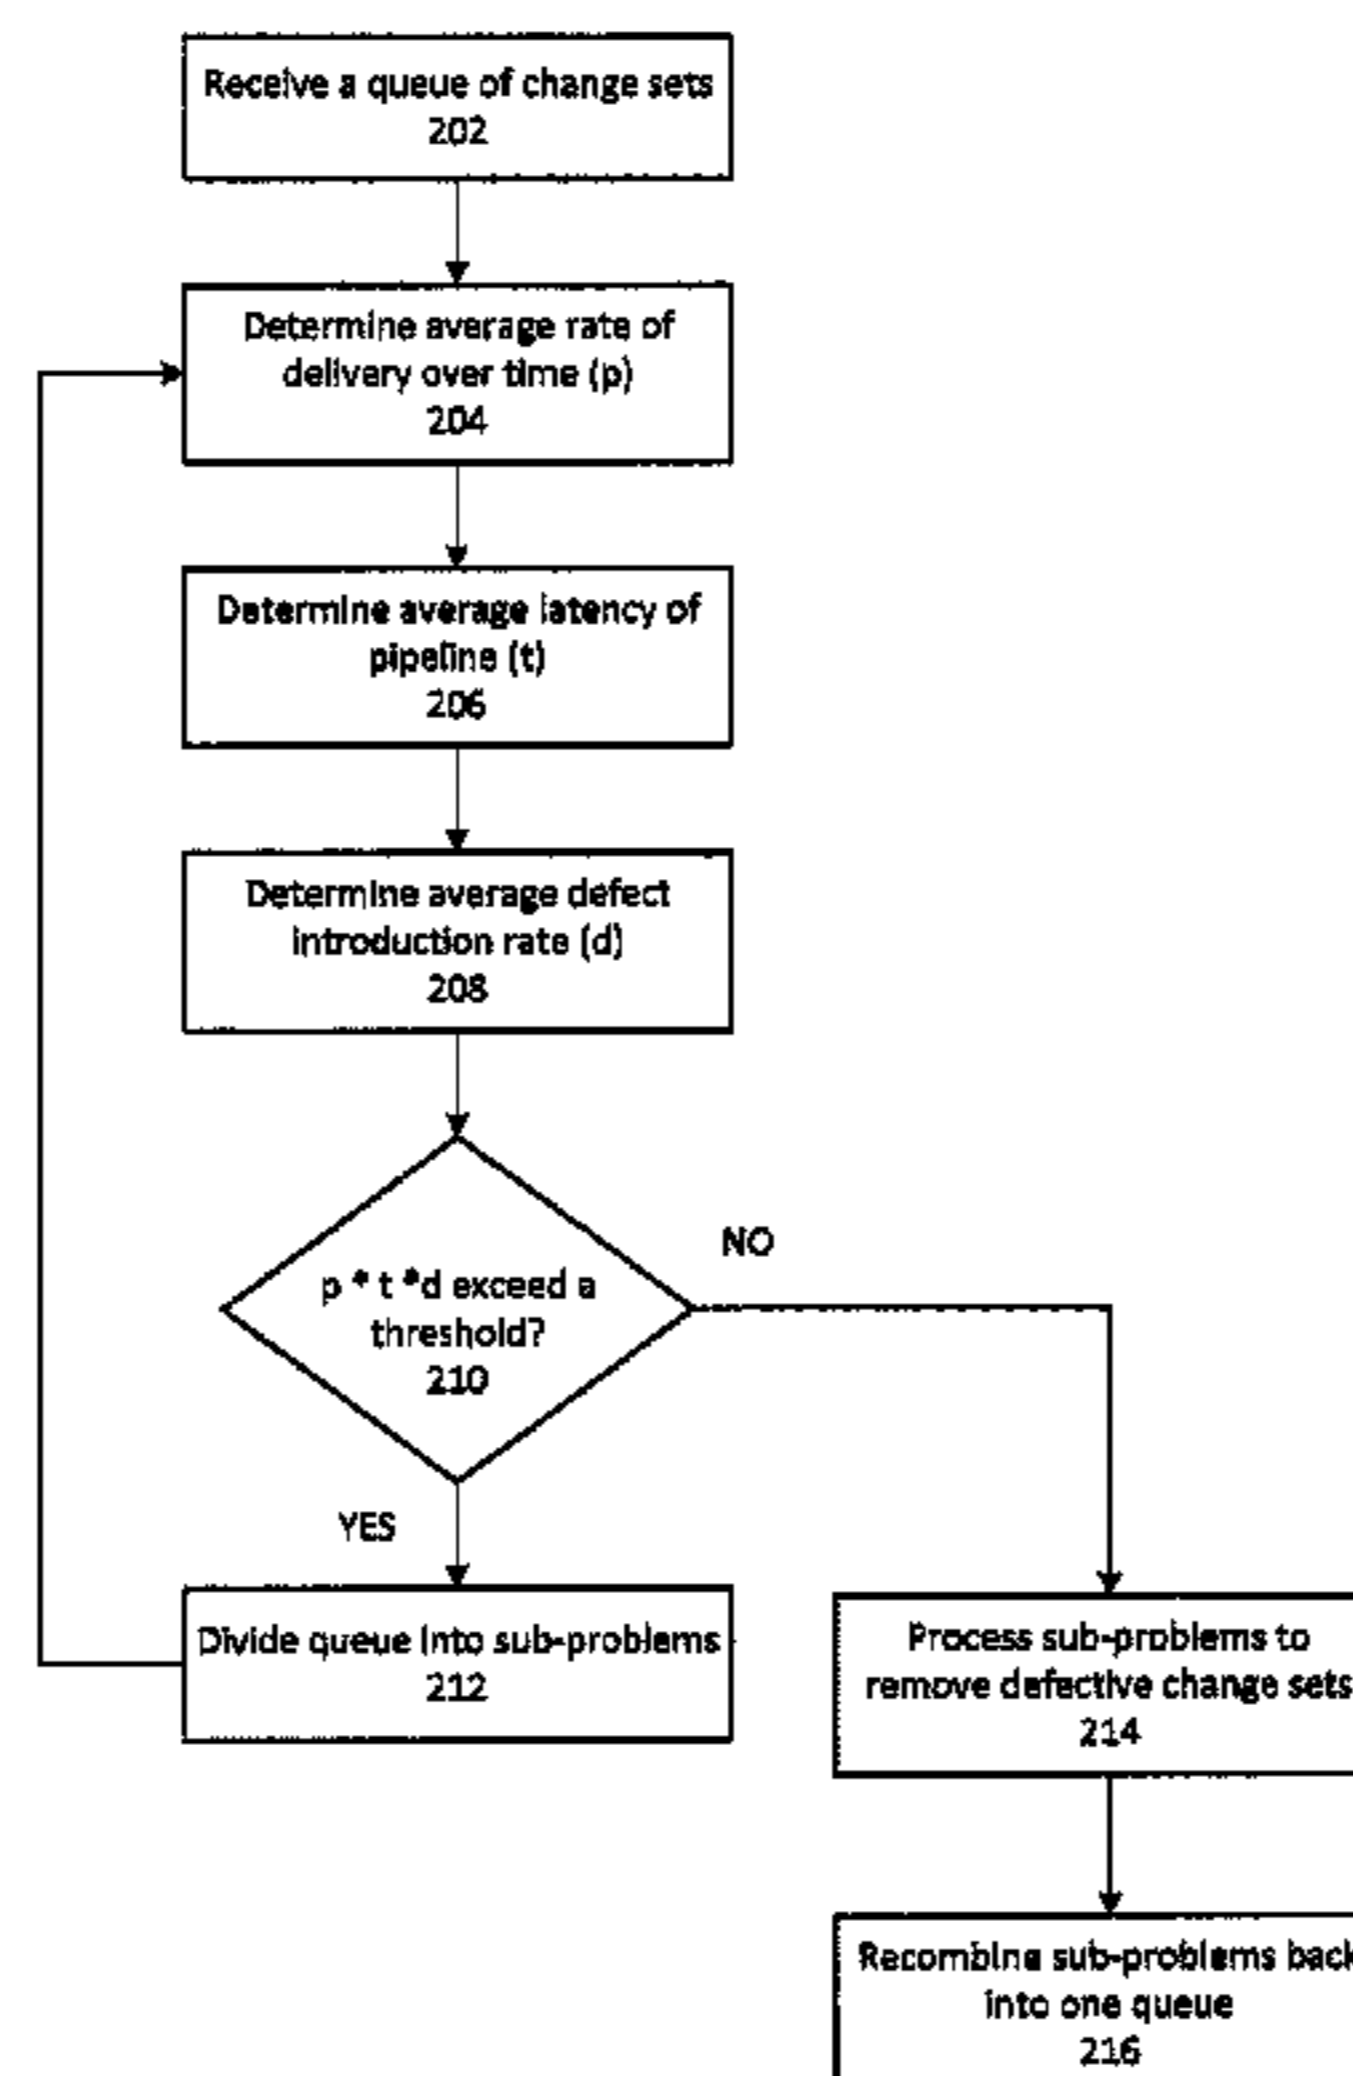 Receive a queue of change sets
202
Determine average rate of
delivery over time (p)
204
Determine average latency of
pipeline (t)
206
Determine average defect
introduction rate (d)
208
p * t *d exceed a
threshold?
210
NO
YES
Divide queue into sub-problems
212
Process sub-problems to
remove defective change sets
214
Recombine sub-problems back
into one queue
216